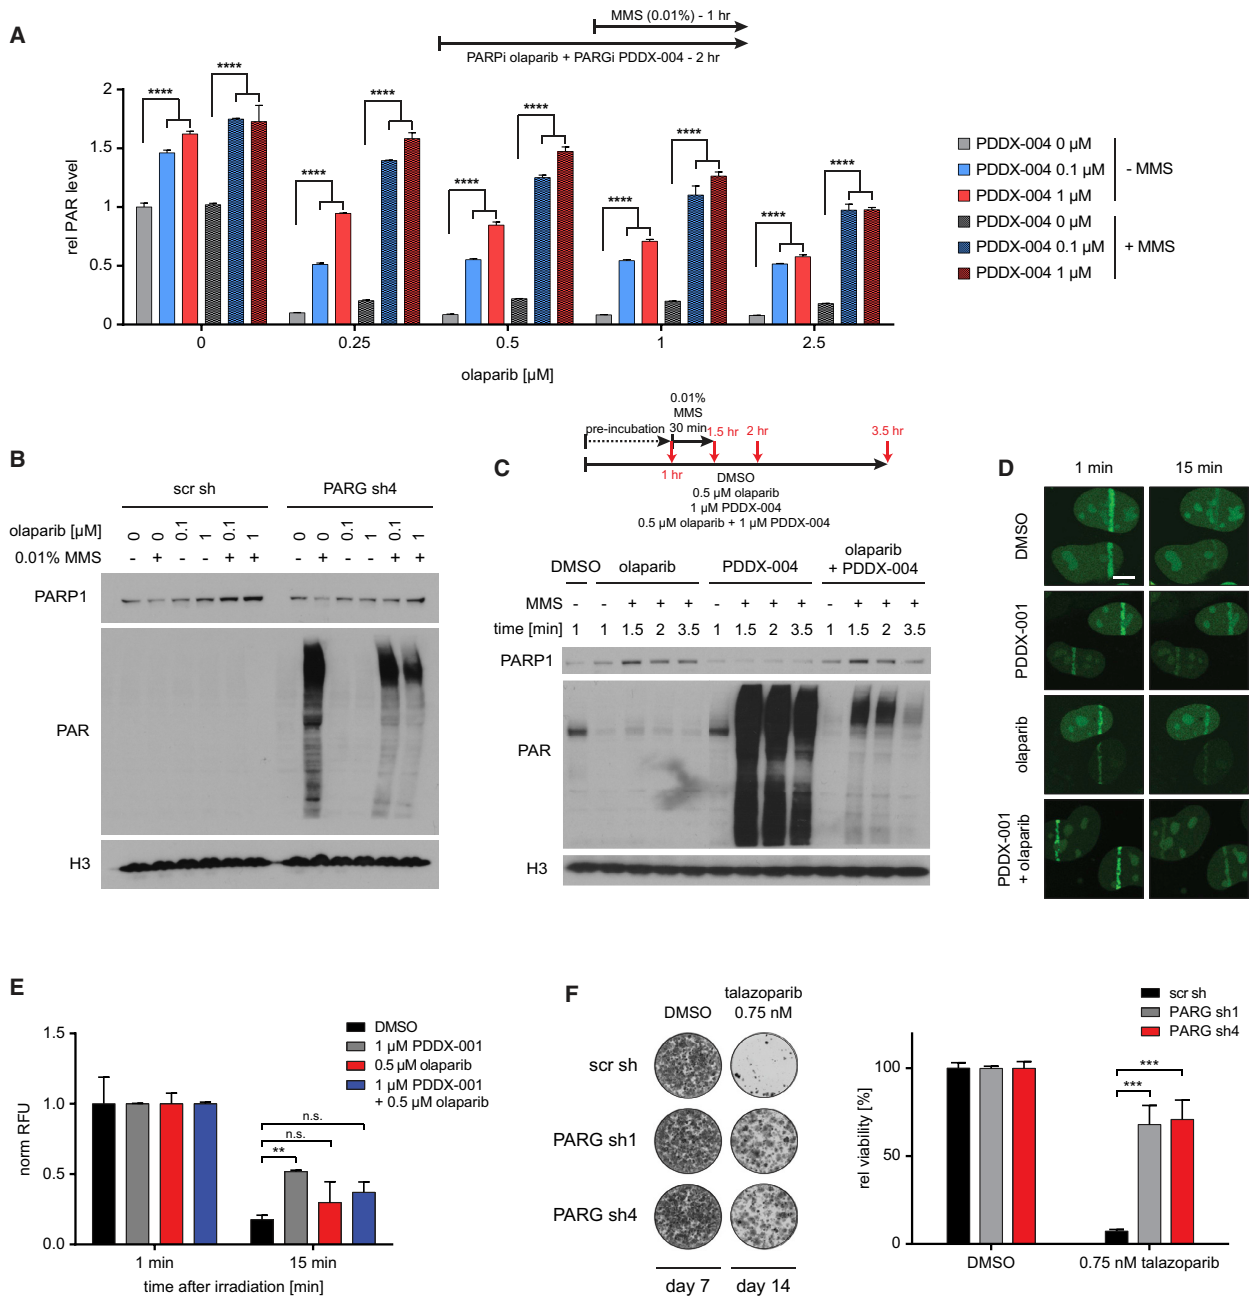 A
MMS (0.01%) - 1 hr
PARPi olaparib + PARGi PDDX-004 - 2 hr
rel PAR level
2
1.5
1
0.5
0
**** **** **** **** **** **** **** **** **** ****
0 0.25 0.5 1 2.5
olaparib [µM]
PDDX-004 0 µM
PDDX-004 0.1 µM
PDDX-004 1 µM
- MMS
PDDX-004 0 µM
PDDX-004 0.1 µM
PDDX-004 1 µM
+ MMS
B
scr sh PARG sh4
olaparib [µM] 0 0 0.1 1 0.1 1 0 0 0.1 1 0.1 1
0.01% MMS - + - - + + - + - - + +
PARP1
PAR
H3
C
0.01%
MMS
pre-incubation 30 min
1.5 hr 2 hr 3.5 hr
1 hr
DMSO
0.5 µM olaparib
1 µM PDDX-004
0.5 µM olaparib + 1 µM PDDX-004
DMSO olaparib PDDX-004 olaparib + PDDX-004
MMS - - + + + - + + + - + + +
time [min] 1 1 1.5 2 3.5 1 1.5 2 3.5 1 1.5 2 3.5
PARP1
PAR
H3
D
1 min 15 min
DMSO
PDDX-001
olaparib
PDDX-001
+ olaparib
E
norm RFU
1.5
1.0
0.5
0.0
DMSO
1 µM PDDX-001
0.5 µM olaparib
1 µM PDDX-001
+ 0.5 µM olaparib
n.s.
n.s.
**
1 min 15 min
time after irradiation [min]
F
DMSO talazoparib
0.75 nM
scr sh
PARG sh1
PARG sh4
day 7 day 14
scr sh
PARG sh1
PARG sh4
rel viability [%]
100
50
0
***
***
DMSO 0.75 nM talazoparib